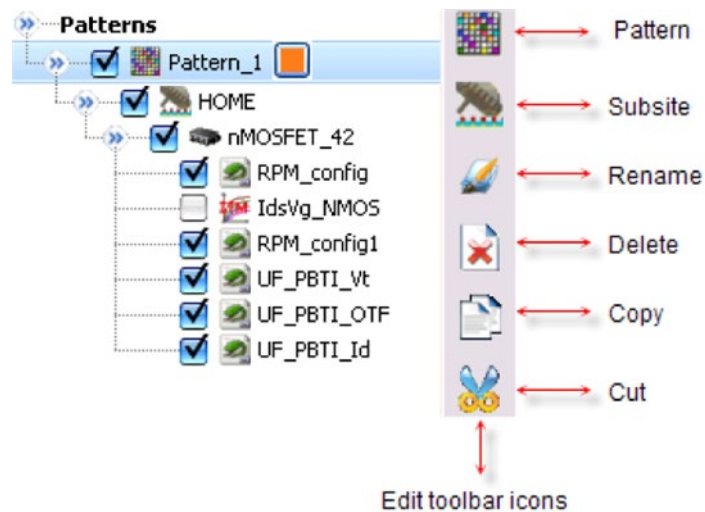 Patterns
Pattern_1
HOME
nMOSFET_42
RPM_config
ITM IdsVg_NMOS
RPM_config1
UF_PBTI_Vt
UF_PBTI_OTF
UF_PBTI_Id
Pattern
Subsite
Rename
Delete
Copy
Cut
Edit toolbar icons